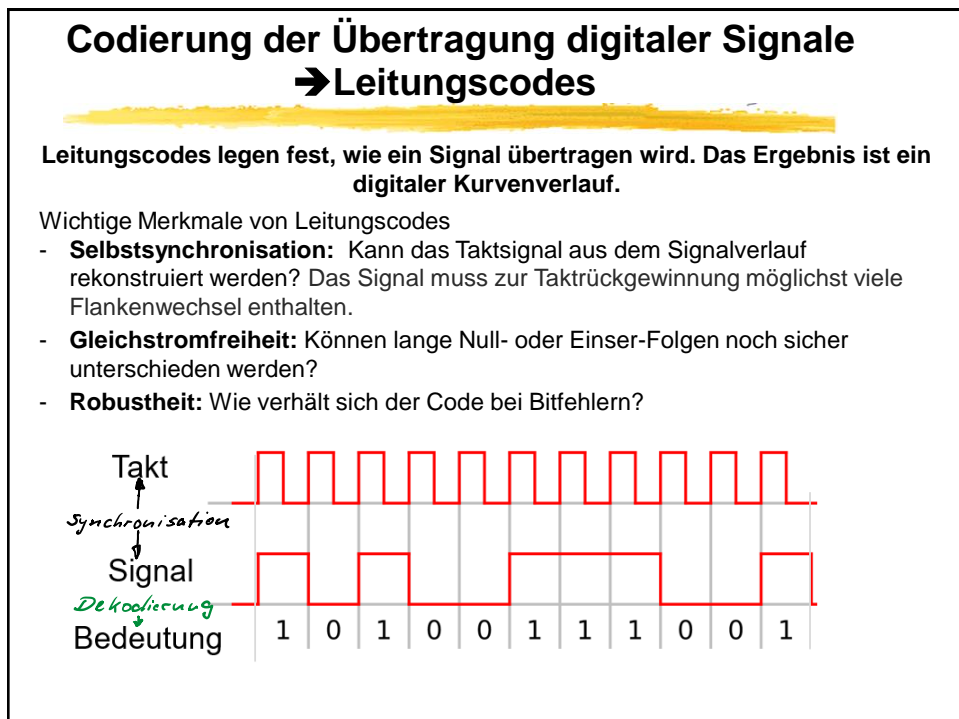 Codierung der Übertragung digitaler Signale
➔Leitungscodes
Leitungscodes legen fest, wie ein Signal übertragen wird. Das Ergebnis ist ein
digitaler Kurvenverlauf.
Wichtige Merkmale von Leitungscodes
- Selbstsynchronisation: Kann das Taktsignal aus dem Signalverlauf
rekonstruiert werden? Das Signal muss zur Taktrückgewinnung möglichst viele
Flankenwechsel enthalten.
- Gleichstromfreiheit: Können lange Null- oder Einser-Folgen noch sicher
unterschieden werden?
- Robustheit: Wie verhält sich der Code bei Bitfehlern?
Takt
Synchronisation
Signal
Dekodierung
Bedeutung 1 0 1 0 0 1 1 1 0 0 1